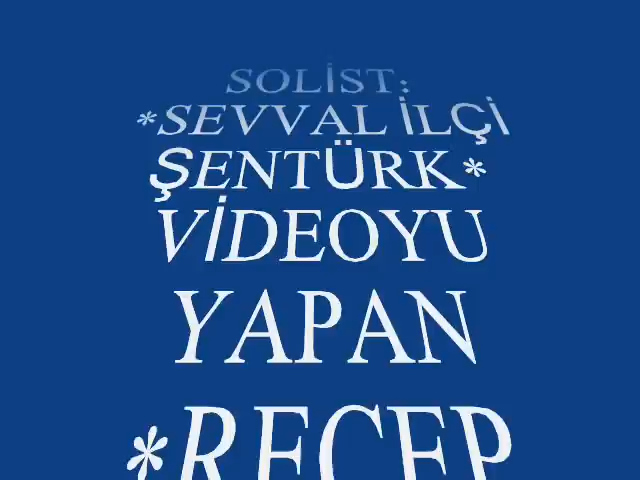 SOLİST:
*SEVVAL İLÇİ
ŞENTÜRK*
VİDEOYU
YAPAN
*RECEP